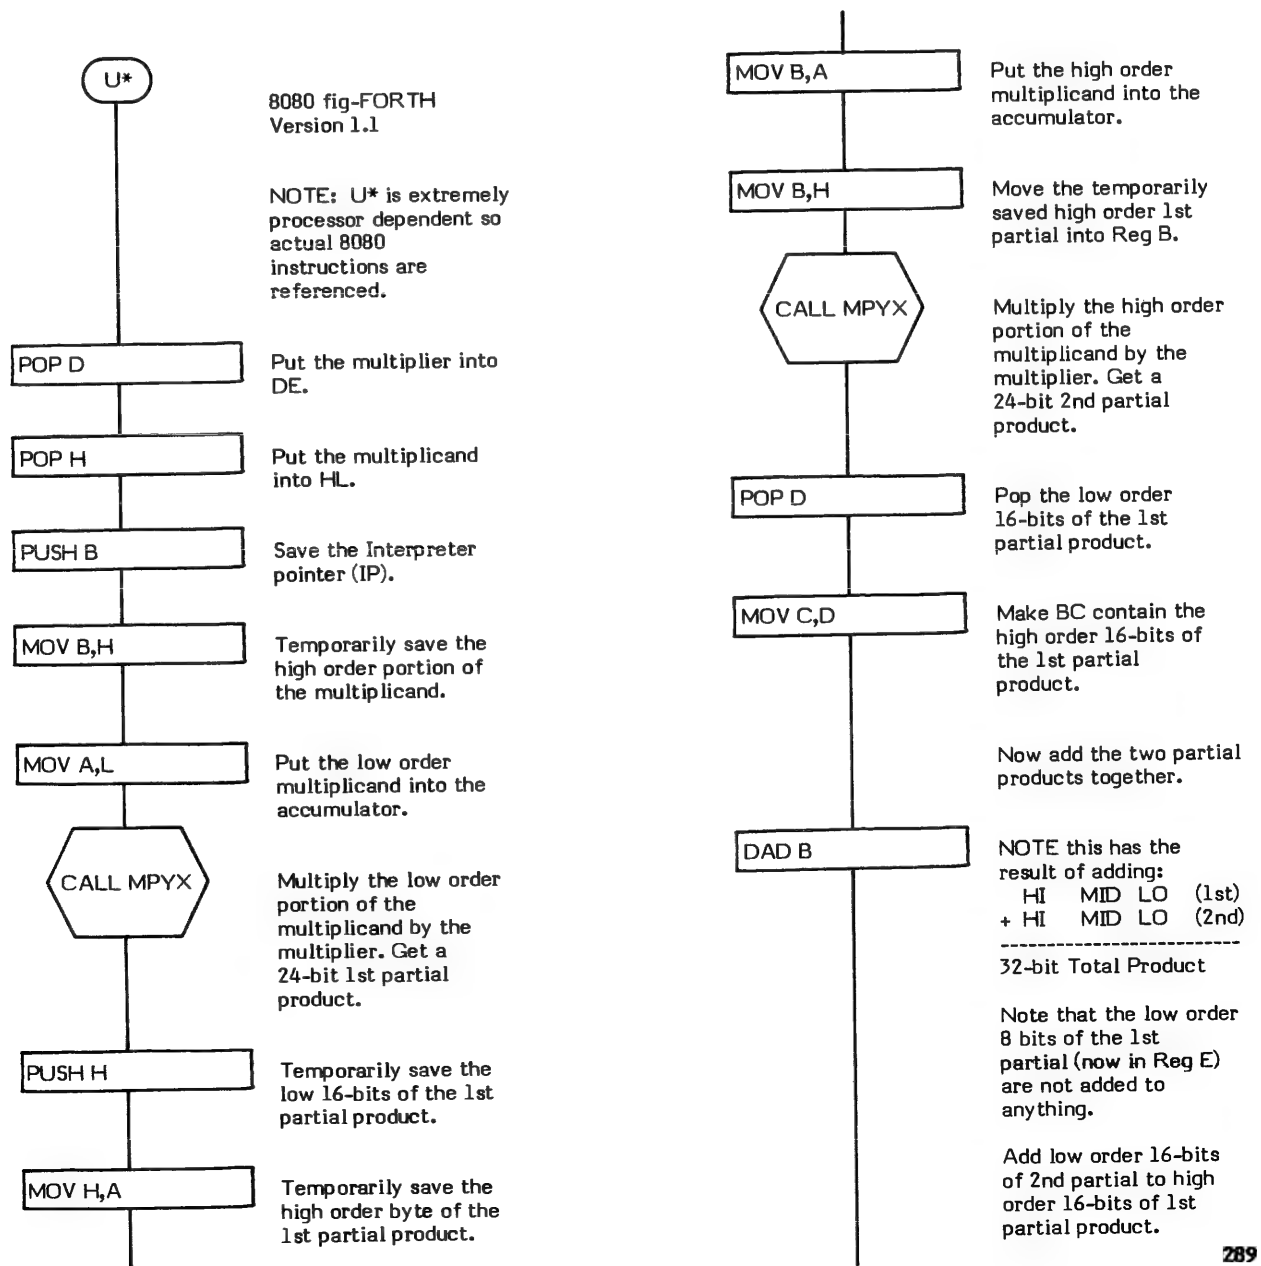 U*
8080 fig-FORTH
Version 1.1
NOTE: U* is extremely
processor dependent so
actual 8080
instructions are
referenced.
POP D
Put the multiplier into
DE.
POP H
Put the multiplicand
into HL.
PUSH B
Save the Interpreter
pointer (IP).
MOV B,H
Temporarily save the
high order portion of
the multiplicand.
MOV A,L
Put the low order
multiplicand into the
accumulator.
CALL MPYX
Multiply the low order
portion of the
multiplicand by the
multiplier. Get a
24-bit 1st partial
product.
PUSH H
Temporarily save the
low 16-bits of the 1st
partial product.
MOV H,A
Temporarily save the
high order byte of the
1st partial product.
MOV B,A
Put the high order
multiplicand into the
accumulator.
MOV B,H
Move the temporarily
saved high order 1st
partial into Reg B.
CALL MPYX
Multiply the high order
portion of the
multiplicand by the
multiplier. Get a
24-bit 2nd partial
product.
POP D
Pop the low order
16-bits of the 1st
partial product.
MOV C,D
Make BC contain the
high order 16-bits of
the 1st partial
product.
Now add the two partial
products together.
DAD B
NOTE this has the
result of adding:
HI MID LO (1st)
+ HI MID LO (2nd)
--------------------------
32-bit Total Product
Note that the low order
8 bits of the 1st
partial (now in Reg E)
are not added to
anything.
Add low order 16-bits
of 2nd partial to high
order 16-bits of 1st
partial product.
289